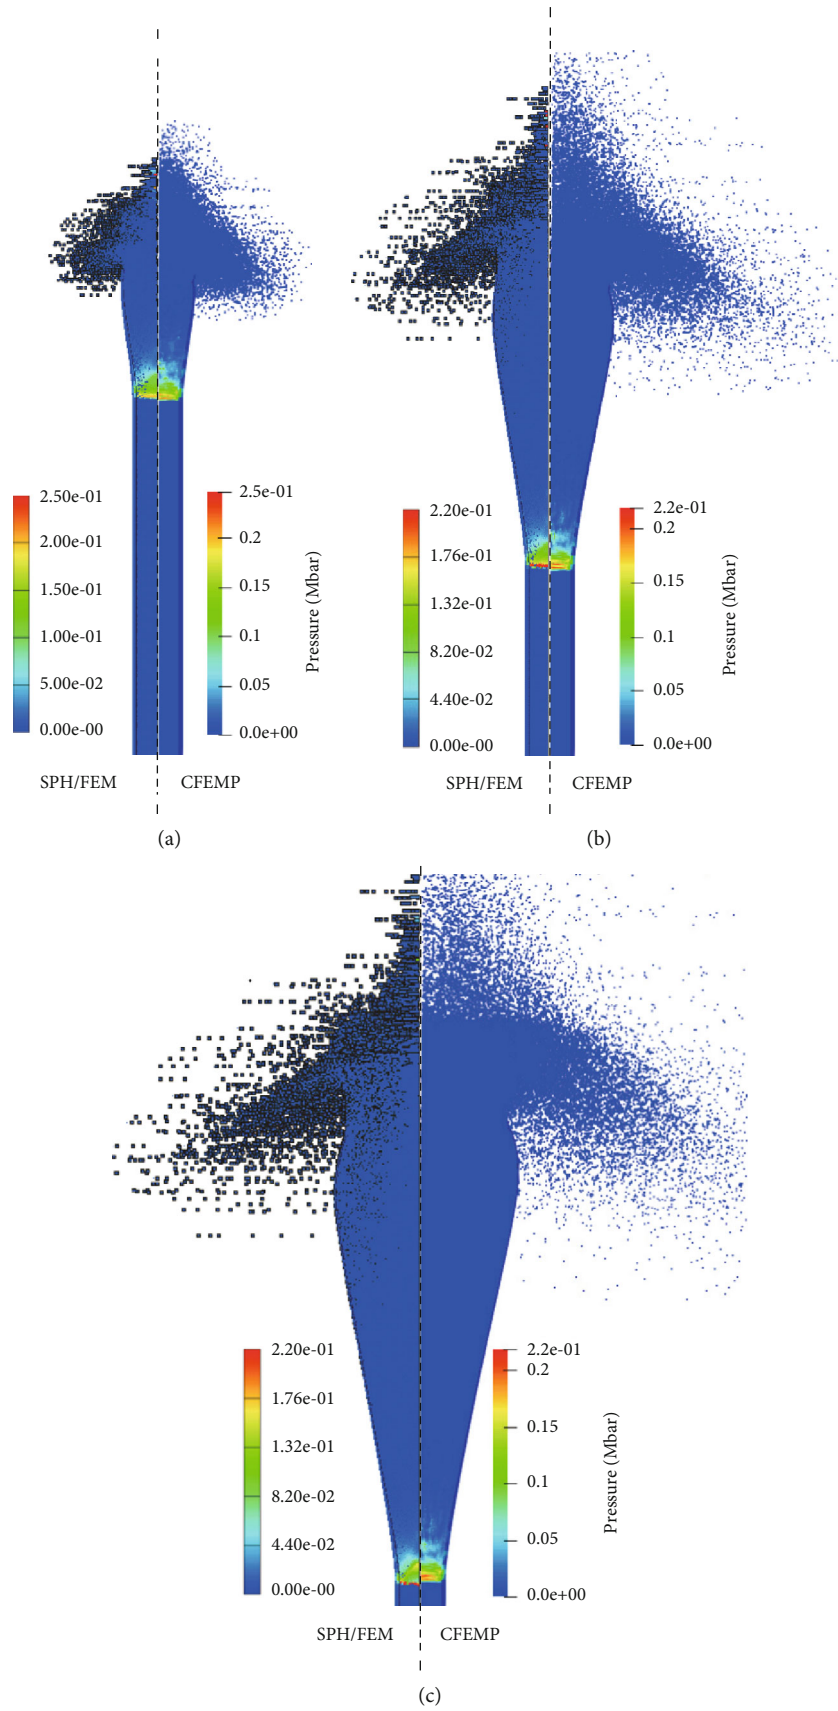 2.50e-01
2.00e-01
1.50e-01
1.00e-01
5.00e-02
0.00e-00
2.5e-01
0.2
0.15
0.1
0.05
0.0e+00
Pressure (Mbar)
SPH/FEM
CFEMP
(a)
2.20e-01
1.76e-01
1.32e-01
8.20e-02
4.40e-02
0.00e-00
2.2e-01
0.2
0.15
0.1
0.05
0.0e+00
Pressure (Mbar)
SPH/FEM
CFEMP
(b)
2.20e-01
1.76e-01
1.32e-01
8.20e-02
4.40e-02
0.00e-00
2.2e-01
0.2
0.15
0.1
0.05
0.0e+00
Pressure (Mbar)
SPH/FEM
CFEMP
(c)